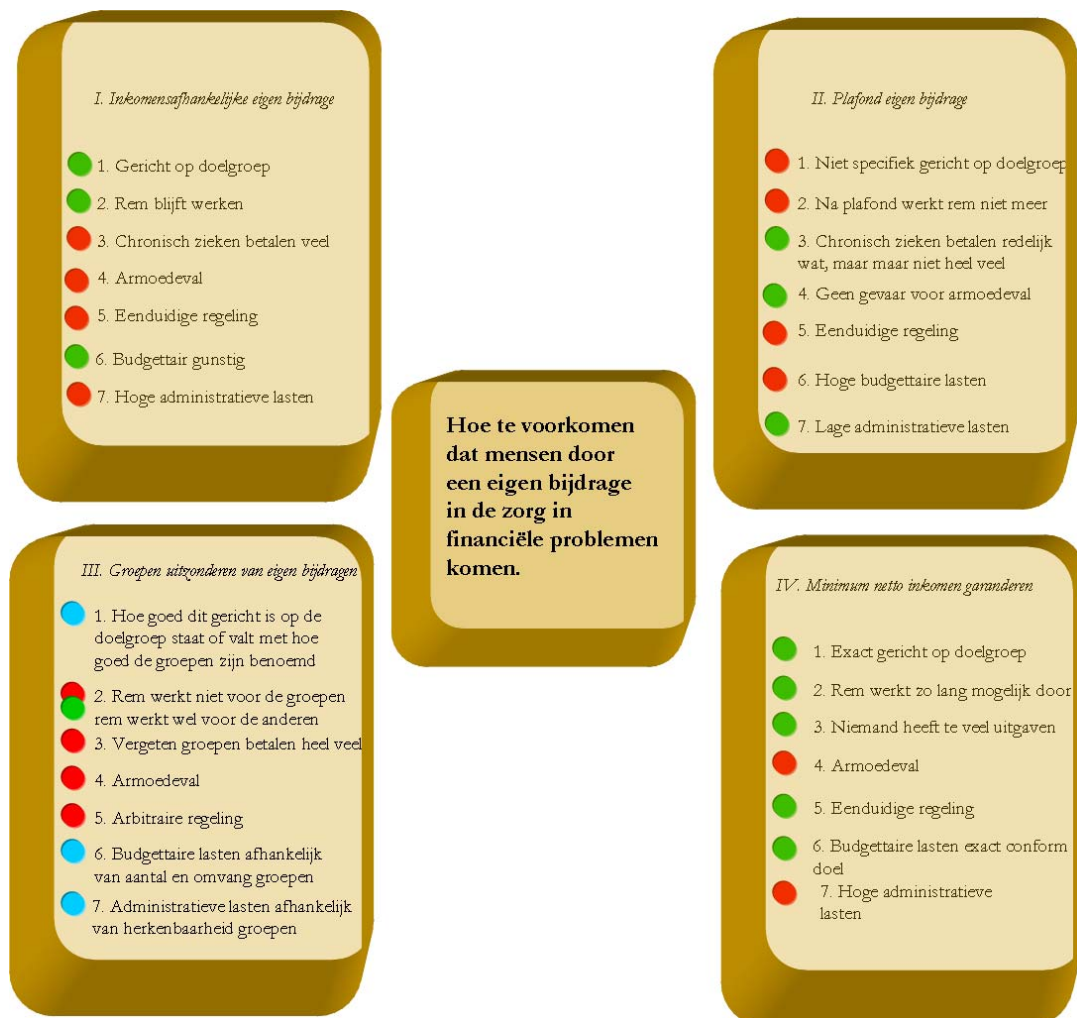 I. Inkomensafhankelijke eigen bijdrage
1. Gericht op doelgroep
2. Rem blijft werken
3. Chronisch zieken betalen veel
4. Armoedeval
5. Eenduidige regeling
6. Budgettair gunstig
7. Hoge administratieve lasten
II. Plafond eigen bijdrage
1. Niet specifiek gericht op doelgroep
2. Na plafond werkt rem niet meer
3. Chronisch zieken betalen redelijk
wat, maar maar niet heel veel
4. Geen gevaar voor armoedeval
5. Eenduidige regeling
6. Hoge budgettaire lasten
7. Lage administratieve lasten
Hoe te voorkomen
dat mensen door
een eigen bijdrage
in de zorg in
financiële problemen
komen.
III. Groepen uitzonderen van eigen bijdragen
1. Hoe goed dit gericht is op de
doelgroep staat of valt met hoe
goed de groepen zijn benoemd
2. Rem werkt niet voor de groepen
rem werkt wel voor de anderen
3. Vergeten groepen betalen heel veel
4. Armoedeval
5. Arbitraire regeling
6. Budgettaire lasten afhankelijk
van aantal en omvang groepen
7. Administratieve lasten afhankelijk
van herkenbaarheid groepen
IV. Minimum netto inkomen garanderen
1. Exact gericht op doelgroep
2. Rem werkt zo lang mogelijk door
3. Niemand heeft te veel uitgaven
4. Armoedeval
5. Eenduidige regeling
6. Budgettaire lasten exact conform
doel
7. Hoge administratieve
lasten